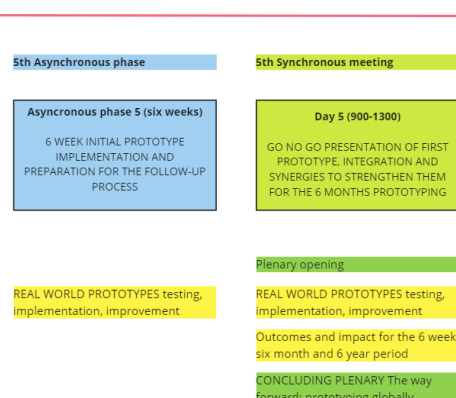 5th Asynchronous phase
Asyncronous phase 5 (six weeks)
6 WEEK INITIAL PROTOTYPE
IMPLEMENTATION AND
PREPARATION FOR THE FOLLOW-UP
PROCESS
REAL WORLD PROTOTYPES testing,
implementation, improvement
5th Synchronous meeting
Day 5 (900-1300)
GO NO GO PRESENTATION OF FIRST
PROTOTYPE, INTEGRATION AND
SYNERGIES TO STRENGTHEN THEM
FOR THE 6 MONTHS PROTOTYPING
Plenary opening
REAL WORLD PROTOTYPES testing,
implementation, improvement
Outcomes and impact for the 6 week
six month and 6 year period
CONCLUDING PLENARY The way
forward: prototyping globally